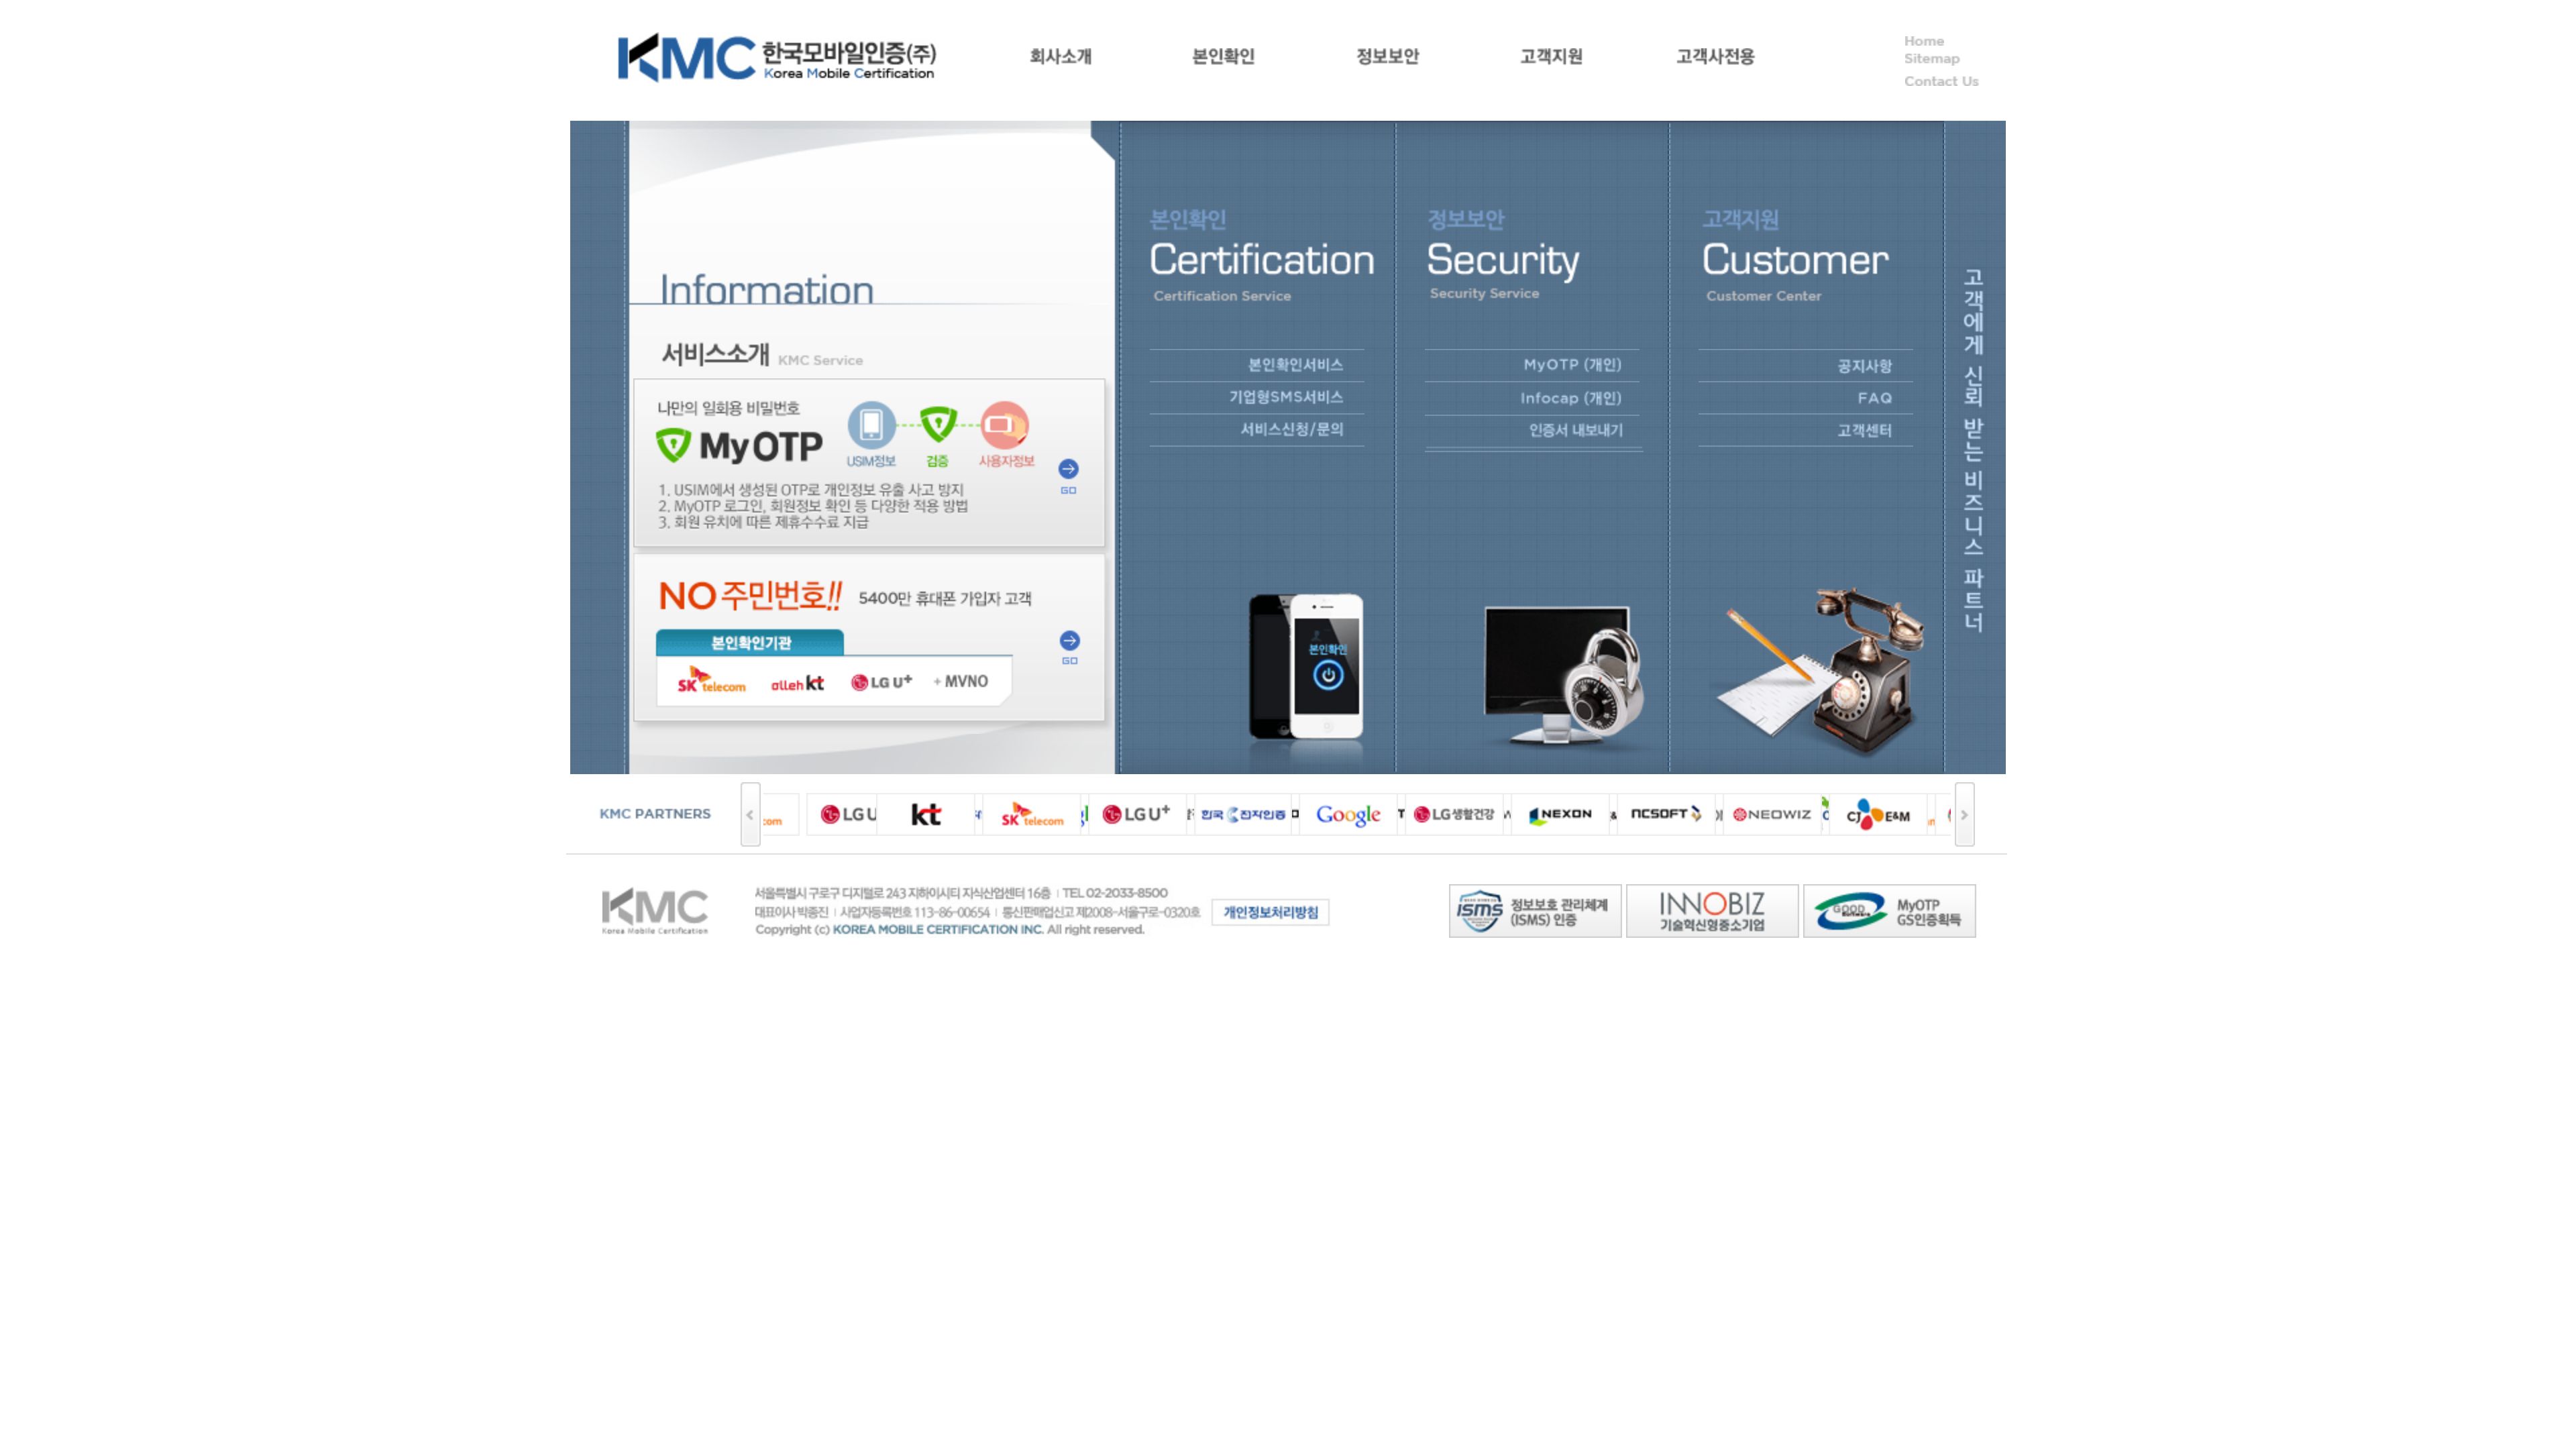 KMC 한국모바일인증(주)
Korea Mobile Certification
회사소개
본인확인
정보보안
고객지원
고객사전용
Home
Sitemap
Contact Us
Information
서비스소개 KMC Service
나만의 일회용 비밀번호
My OTP
USIM정보
검증
사용자정보
GO
1. USIM에서 생성된 OTP로 개인정보 유출 사고 방지
2. MyOTP 로그인, 회원정보 확인 등 다양한 적용 방법
3. 회원 유치에 따른 제휴수수료 지급
NO 주민번호!! 5400만 휴대폰 가입자 고객
본인확인기관
SK telecom
olleh kt
LG U+
+ MVNO
GO
본인확인
Certification
Certification Service
본인확인서비스
기업형SMS서비스
서비스신청/문의
본인확인
정보보안
Security
Security Service
MyOTP (개인)
Infocap (개인)
인증서 내보내기
고객지원
Customer
Customer Center
공지사항
FAQ
고객센터
고객에게 신뢰 받는 비즈니스 파트너
KMC PARTNERS
com
LG U
kt
SK telecom
LG U+
한국전자인증
Google
LG생활건강
NEXON
NCSOFT
NEOWIZ
CJ E&M
KMC
Korea Mobile Certification
서울특별시 구로구 디지털로 243 지하이시티 지식산업센터 16층 | TEL 02-2033-8500
대표이사 박종진 | 사업자등록번호 113-86-00654 | 통신판매업신고 제2008-서울구로-0320호
Copyright (c) KOREA MOBILE CERTIFICATION INC. All right reserved.
개인정보처리방침
ISMS
정보보호 관리체계
(ISMS) 인증
INNOBIZ
기술혁신형중소기업
GOOD Software
MyOTP
GS인증획득